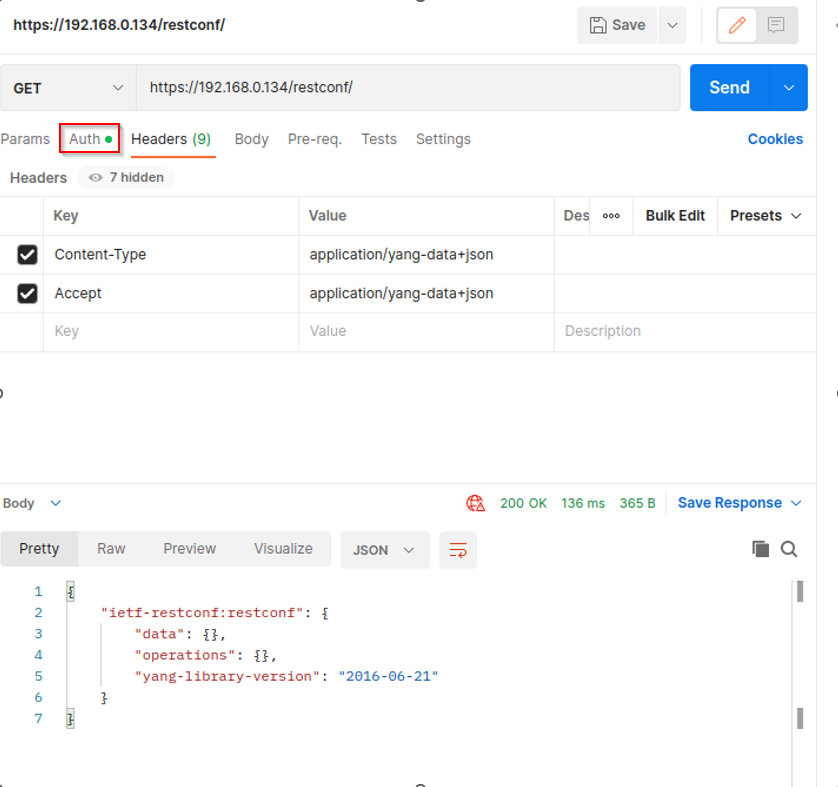 https://192.168.0.134/restconf/ Save
GET https://192.168.0.134/restconf/ Send
Params Auth Headers (9) Body Pre-req. Tests Settings Cookies
Headers 7 hidden
Key Value Des ooo Bulk Edit Presets
Content-Type application/yang-data+json
Accept application/yang-data+json
Key Value Description
Body 200 OK 136 ms 365 B Save Response
Pretty Raw Preview Visualize JSON
1 {
2 "ietf-restconf:restconf": {
3 "data": {},
4 "operations": {},
5 "yang-library-version": "2016-06-21"
6 }
7 }